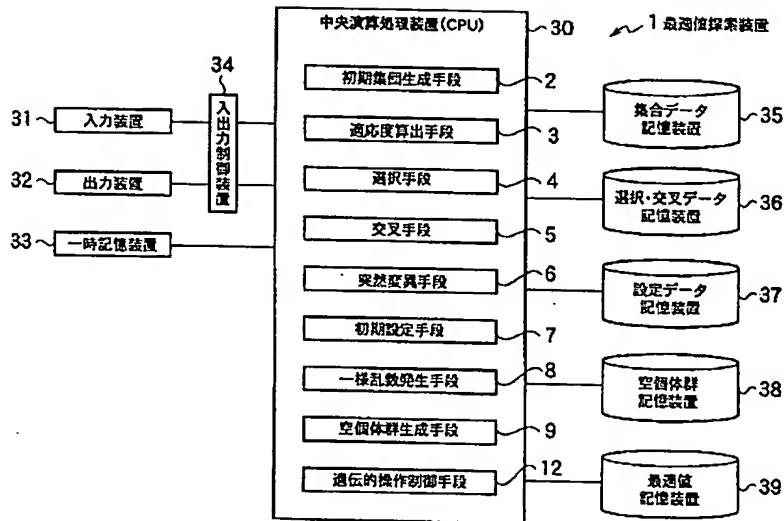 中央演算処理装置(CPU)
30
1 最適値探索装置
34
入出力制御装置
31
入力装置
32
出力装置
33
一時記憶装置
初期集団生成手段
2
適応度算出手段
3
選択手段
4
交叉手段
5
突然変異手段
6
初期設定手段
7
一様乱数発生手段
8
空個体群生成手段
9
遺伝的操作制御手段
12
集合データ
記憶装置
35
選択・交叉データ
記憶装置
36
設定データ
記憶装置
37
空個体群
記憶装置
38
最適値
記憶装置
39